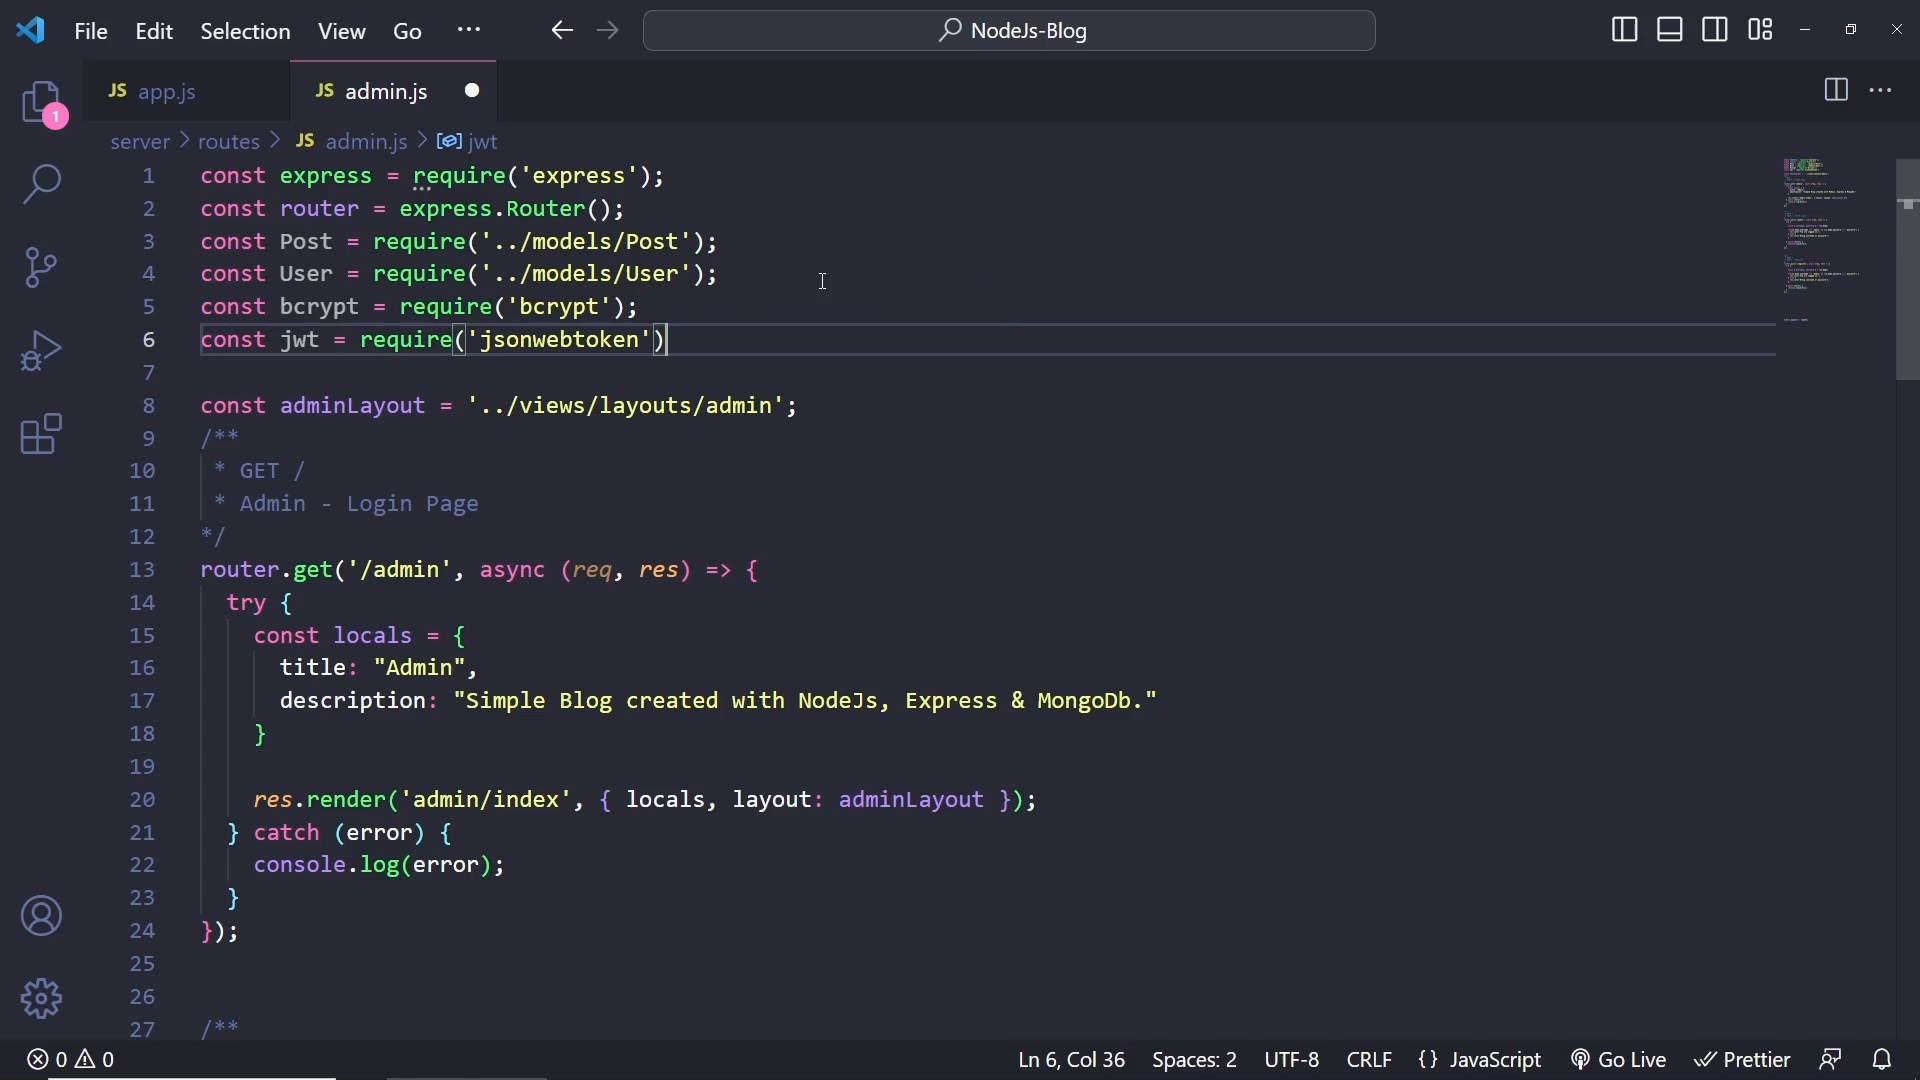 File Edit Selection View Go ··· NodeJs-Blog
1
JS app.js JS admin.js
server > routes > JS admin.js > jwt
1 const express = require('express');
2 const router = express.Router();
3 const Post = require('../models/Post');
4 const User = require('../models/User');
5 const bcrypt = require('bcrypt');
6 const jwt = require('jsonwebtoken')
7
8 const adminLayout = '../views/layouts/admin';
9 /**
10 * GET /
11 * Admin - Login Page
12 */
13 router.get('/admin', async (req, res) => {
14 try {
15 const locals = {
16 title: "Admin",
17 description: "Simple Blog created with NodeJs, Express & MongoDb."
18 }
19
20 res.render('admin/index', { locals, layout: adminLayout });
21 } catch (error) {
22 console.log(error);
23 }
24 });
25
26
27 /**
0 0 Ln 6, Col 36 Spaces: 2 UTF-8 CRLF {} JavaScript Go Live Prettier